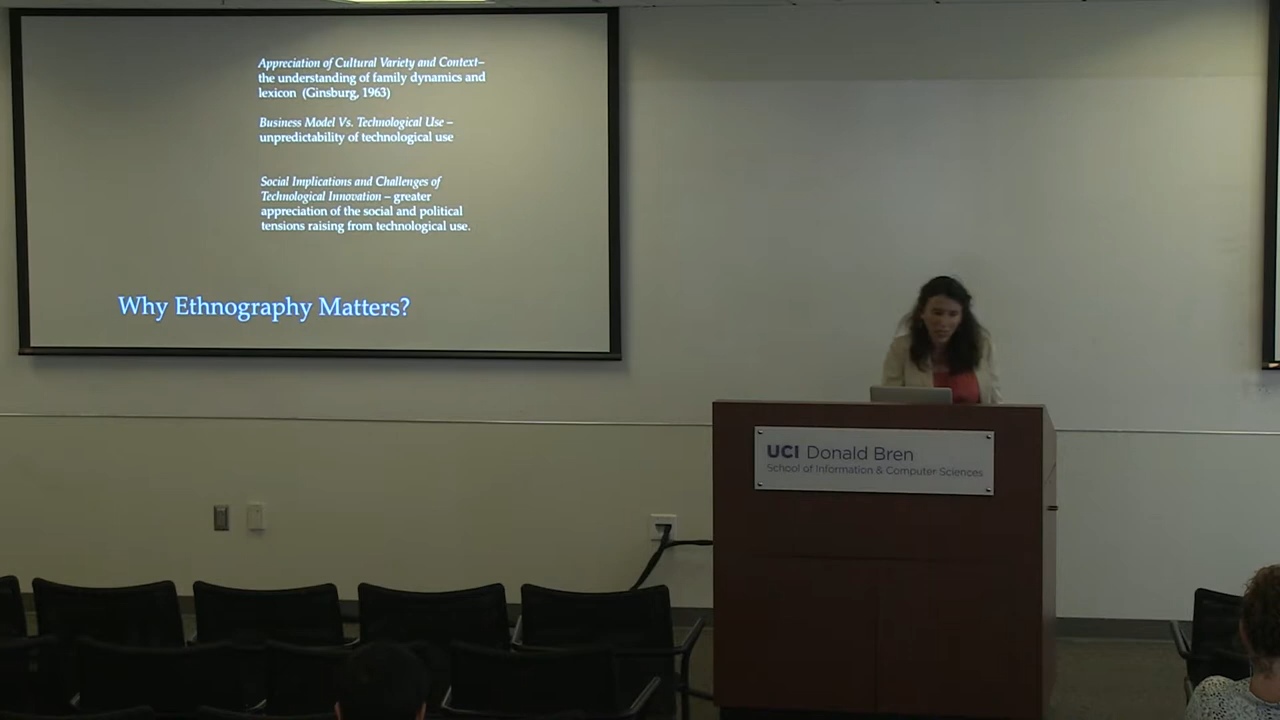 Appreciation of Cultural Variety and Context–
the understanding of family dynamics and
lexicon (Ginsburg, 1963)
Business Model Vs. Technological Use –
unpredictability of technological use
Social Implications and Challenges of
Technological Innovation – greater
appreciation of the social and political
tensions raising from technological use.
Why Ethnography Matters?
UCI Donald Bren
School of Information & Computer Sciences